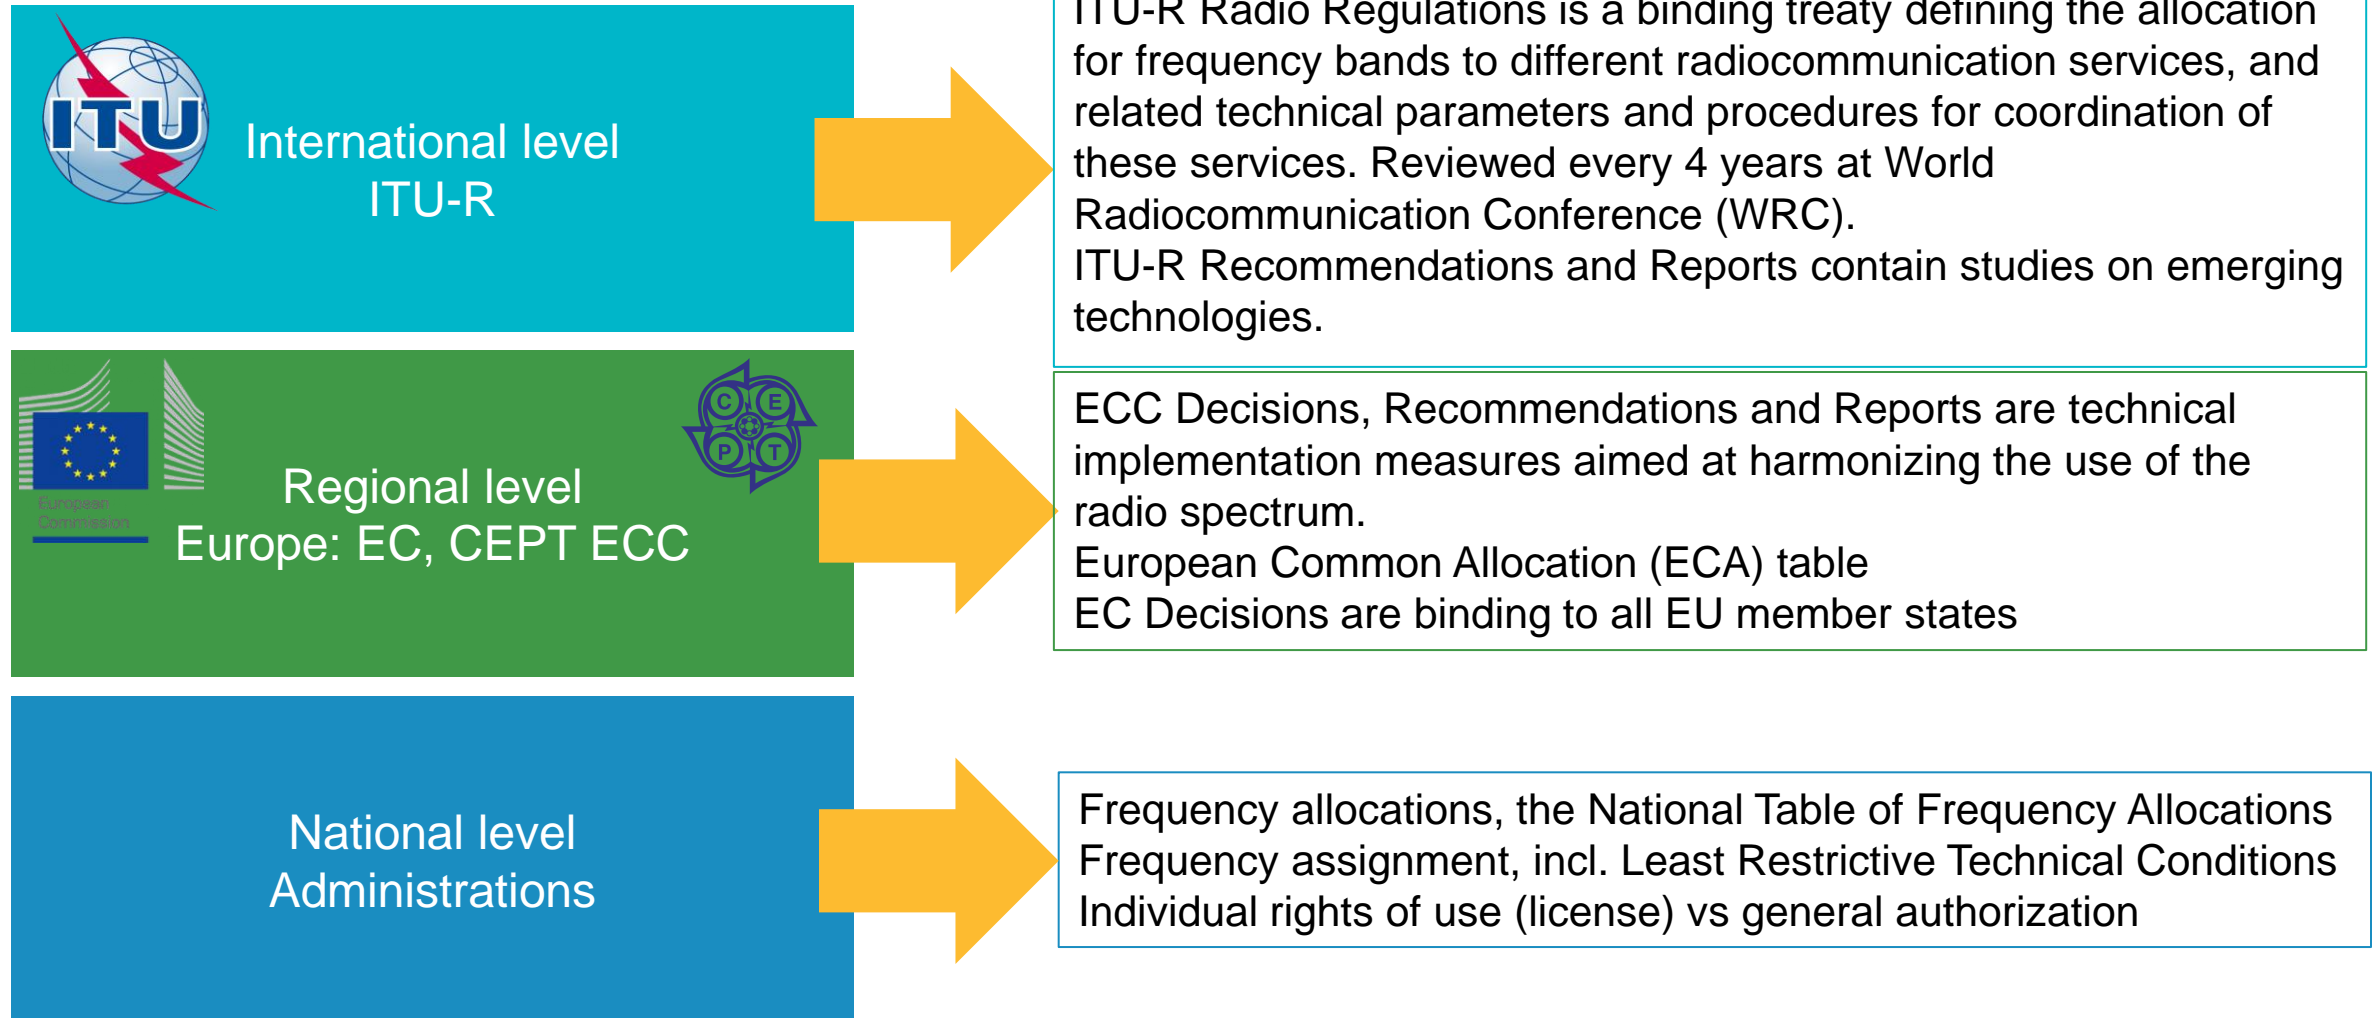 ITU
International level
ITU-R
ITU-R Radio Regulations is a binding treaty defining the allocation
for frequency bands to different radiocommunication services, and
related technical parameters and procedures for coordination of
these services. Reviewed every 4 years at World
Radiocommunication Conference (WRC).
ITU-R Recommendations and Reports contain studies on emerging
technologies.
European
Commission
C E
P T
Regional level
Europe: EC, CEPT ECC
ECC Decisions, Recommendations and Reports are technical
implementation measures aimed at harmonizing the use of the
radio spectrum.
European Common Allocation (ECA) table
EC Decisions are binding to all EU member states
National level
Administrations
Frequency allocations, the National Table of Frequency Allocations
Frequency assignment, incl. Least Restrictive Technical Conditions
Individual rights of use (license) vs general authorization